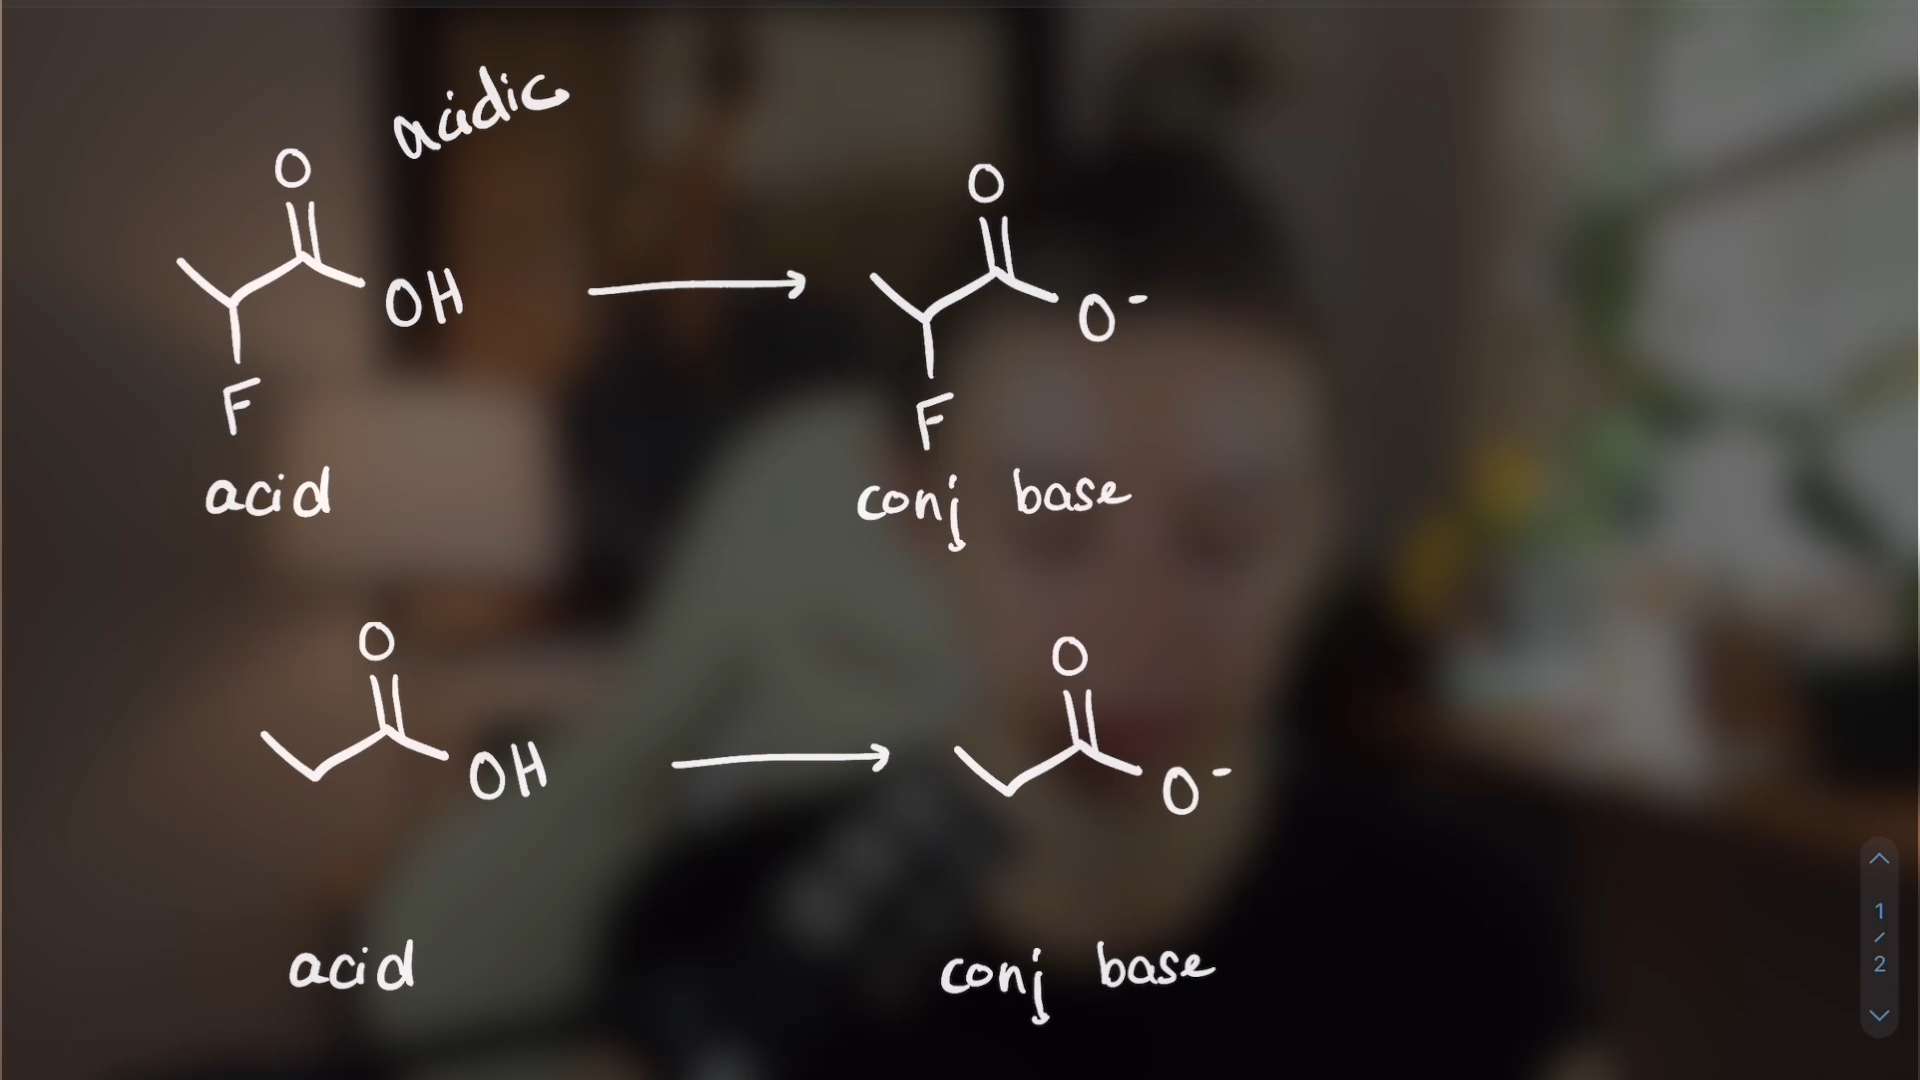 acidic
O
OH
F
acid
O
O-
F
conj base
O
OH
acid
O
O-
conj base
1
/
2